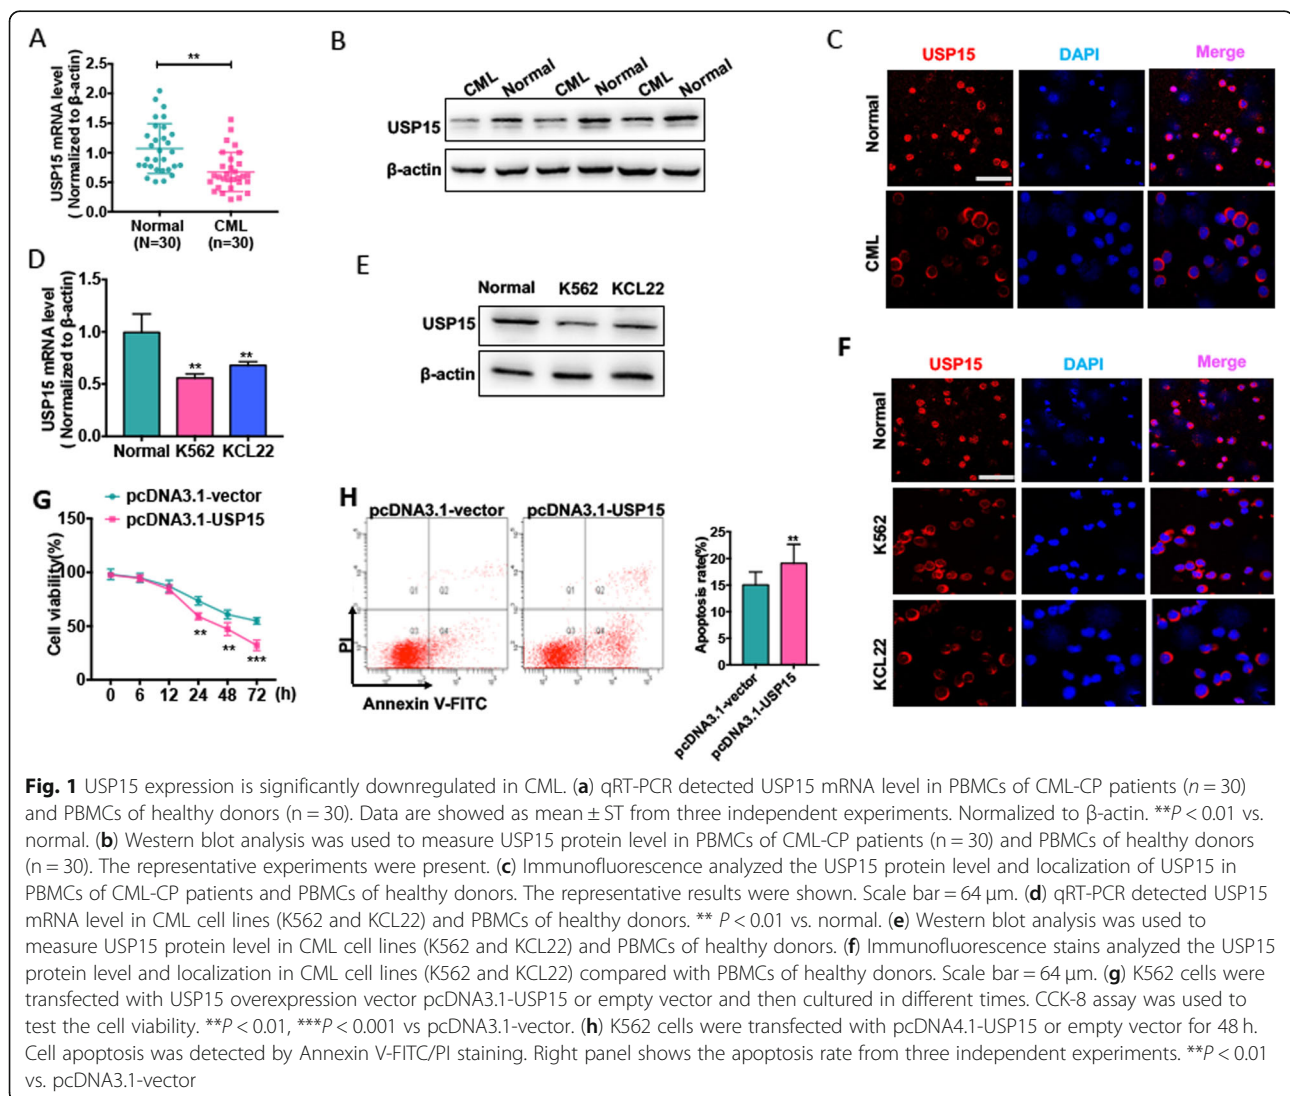 A
**
USP15 mRNA level
( Normalized to β-actin)
2.5
2.0
1.5
1.0
0.5
0.0
Normal
(N=30)
CML
(n=30)
B
CML Normal CML Normal CML Normal
USP15
β-actin
C
USP15 DAPI Merge
Normal
CML
D
USP15 mRNA level
( Normalized to β-actin)
1.5
1.0
0.5
0.0
**
**
Normal K562 KCL22
E
Normal K562 KCL22
USP15
β-actin
F
USP15 DAPI Merge
Normal
K562
KCL22
G
pcDNA3.1-vector
pcDNA3.1-USP15
Cell viability(%)
150
100
50
0
**
**
***
0 6 12 24 48 72 (h)
H
pcDNA3.1-vector pcDNA3.1-USP15
Q1 Q2
Q3 Q4
Q1 Q2
Q3 Q4
PI
Annexin V-FITC
Apoptosis rate(%)
25
20
15
10
5
0
**
pcDNA3.1-vector
pcDNA3.1-USP15
Fig. 1 USP15 expression is significantly downregulated in CML. (a) qRT-PCR detected USP15 mRNA level in PBMCs of CML-CP patients (n = 30)
and PBMCs of healthy donors (n = 30). Data are showed as mean ± ST from three independent experiments. Normalized to β-actin. **P < 0.01 vs.
normal. (b) Western blot analysis was used to measure USP15 protein level in PBMCs of CML-CP patients (n = 30) and PBMCs of healthy donors
(n = 30). The representative experiments were present. (c) Immunofluorescence analyzed the USP15 protein level and localization of USP15 in
PBMCs of CML-CP patients and PBMCs of healthy donors. The representative results were shown. Scale bar = 64 μm. (d) qRT-PCR detected USP15
mRNA level in CML cell lines (K562 and KCL22) and PBMCs of healthy donors. ** P < 0.01 vs. normal. (e) Western blot analysis was used to
measure USP15 protein level in CML cell lines (K562 and KCL22) and PBMCs of healthy donors. (f) Immunofluorescence stains analyzed the USP15
protein level and localization in CML cell lines (K562 and KCL22) compared with PBMCs of healthy donors. Scale bar = 64 μm. (g) K562 cells were
transfected with USP15 overexpression vector pcDNA3.1-USP15 or empty vector and then cultured in different times. CCK-8 assay was used to
test the cell viability. **P < 0.01, ***P < 0.001 vs pcDNA3.1-vector. (h) K562 cells were transfected with pcDNA4.1-USP15 or empty vector for 48 h.
Cell apoptosis was detected by Annexin V-FITC/PI staining. Right panel shows the apoptosis rate from three independent experiments. **P < 0.01
vs. pcDNA3.1-vector